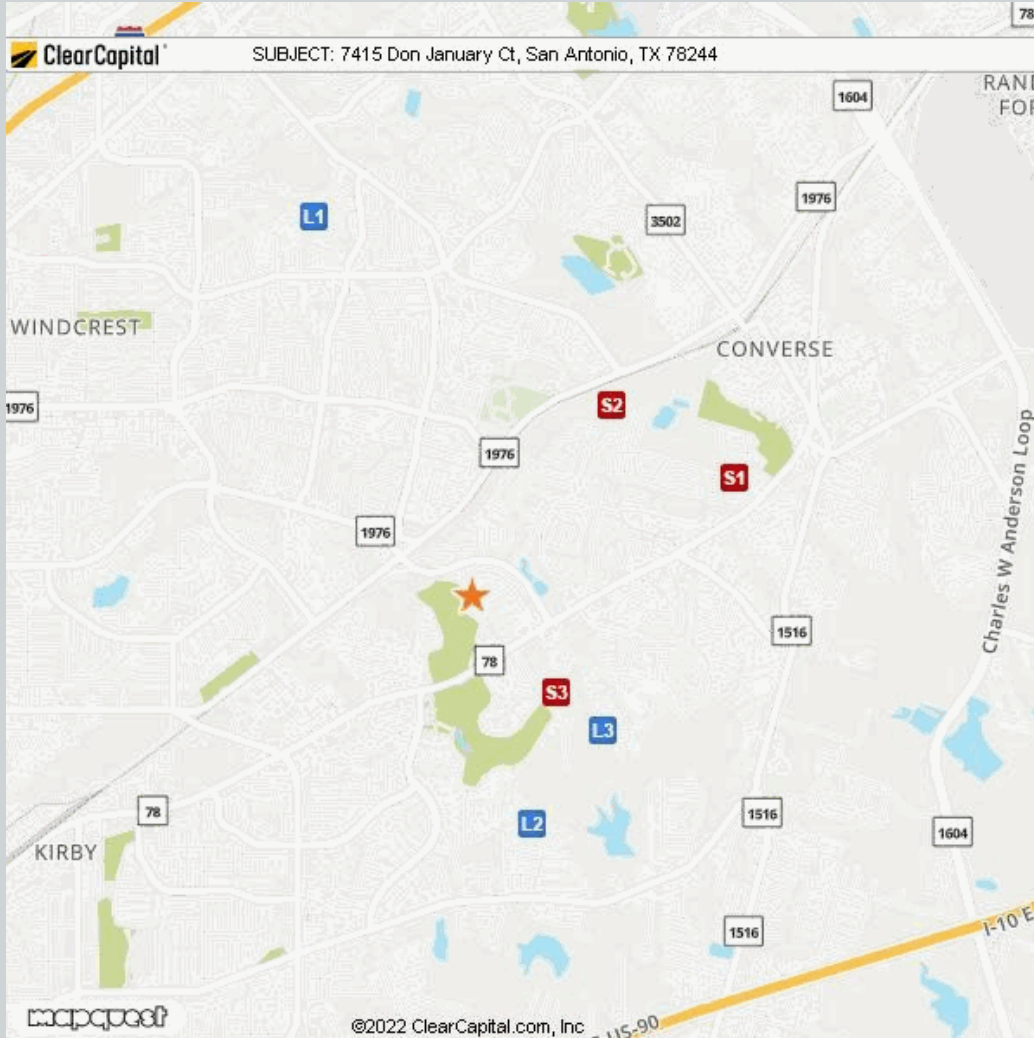 78
ClearCapital
SUBJECT: 7415 Don January Ct, San Antonio, TX 78244
1604
RAND
FOR
1976
L1
3502
WINDCREST
CONVERSE
1976
S2
1976
S1
Charles W Anderson Loop
1976
1516
78
S3
L3
78
L2
1516
1604
KIRBY
1516
I-10 E
US-90
mapquest
©2022 ClearCapital.com, Inc